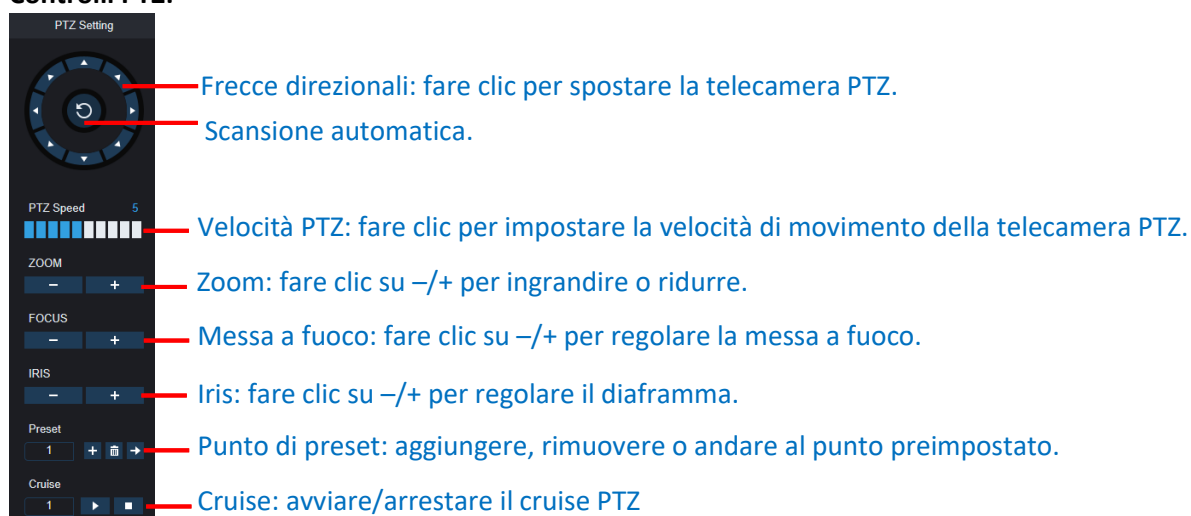 Controlli PTZ:
PTZ Setting
Frecce direzionali: fare clic per spostare la telecamera PTZ.
Scansione automatica.
PTZ Speed 5
Velocità PTZ: fare clic per impostare la velocità di movimento della telecamera PTZ.
ZOOM
– +
Zoom: fare clic su –/+ per ingrandire o ridurre.
FOCUS
– +
Messa a fuoco: fare clic su –/+ per regolare la messa a fuoco.
IRIS
– +
Iris: fare clic su –/+ per regolare il diaframma.
Preset
1 +
Punto di preset: aggiungere, rimuovere o andare al punto preimpostato.
Cruise
1
Cruise: avviare/arrestare il cruise PTZ